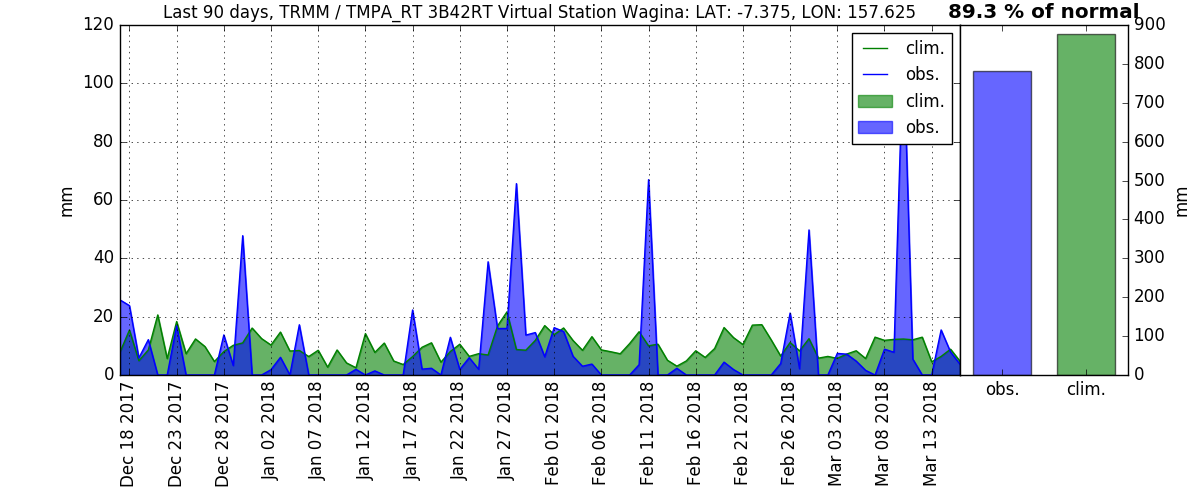 Last 90 days, TRMM / TMPA_RT 3B42RT Virtual Station Wagina: LAT: -7.375, LON: 157.625
89.3 % of normal
120
100
80
60
40
20
0
mm
clim.
obs.
clim.
obs.
900
800
700
600
500
400
300
200
100
0
mm
obs.
clim.
Dec 18 2017
Dec 23 2017
Dec 28 2017
Jan 02 2018
Jan 07 2018
Jan 12 2018
Jan 17 2018
Jan 22 2018
Jan 27 2018
Feb 01 2018
Feb 06 2018
Feb 11 2018
Feb 16 2018
Feb 21 2018
Feb 26 2018
Mar 03 2018
Mar 08 2018
Mar 13 2018